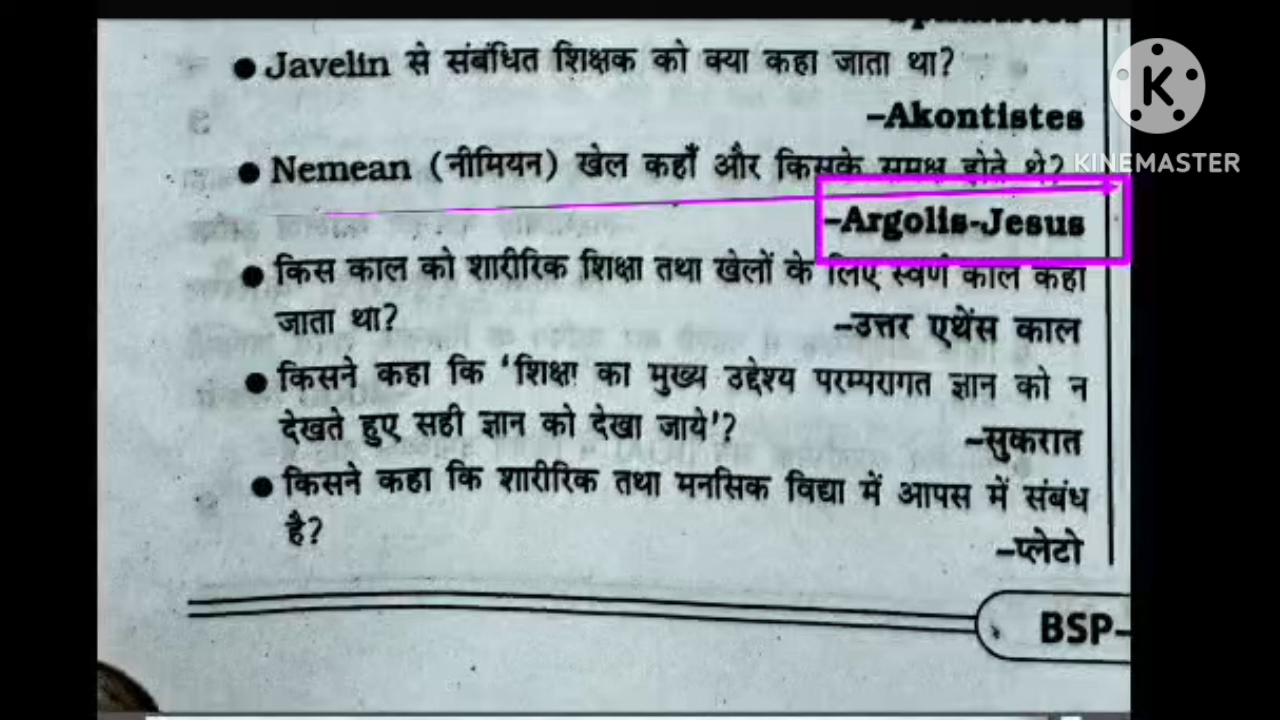 ● Javelin से संबंधित शिक्षक को क्या कहा जाता था?
–Akontistes
● Nemean (नीमियन) खेल कहाँ और किसके समक्ष होते थे?
KINEMASTER
–Argolis-Jesus
● किस काल को शारीरिक शिक्षा तथा खेलों के लिए स्वर्ण काल कहा
जाता था? –उत्तर एथेंस काल
● किसने कहा कि 'शिक्षा का मुख्य उद्देश्य परम्परागत ज्ञान को न
देखते हुए सही ज्ञान को देखा जाये'? –सुकरात
● किसने कहा कि शारीरिक तथा मनसिक विद्या में आपस में संबंध
है? –प्लेटो
BSP–